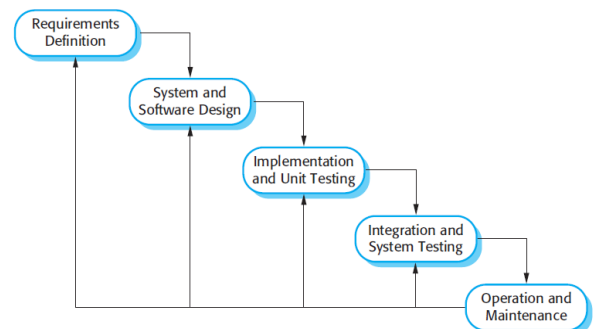 Requirements
Definition
System and
Software Design
Implementation
and Unit Testing
Integration and
System Testing
Operation and
Maintenance